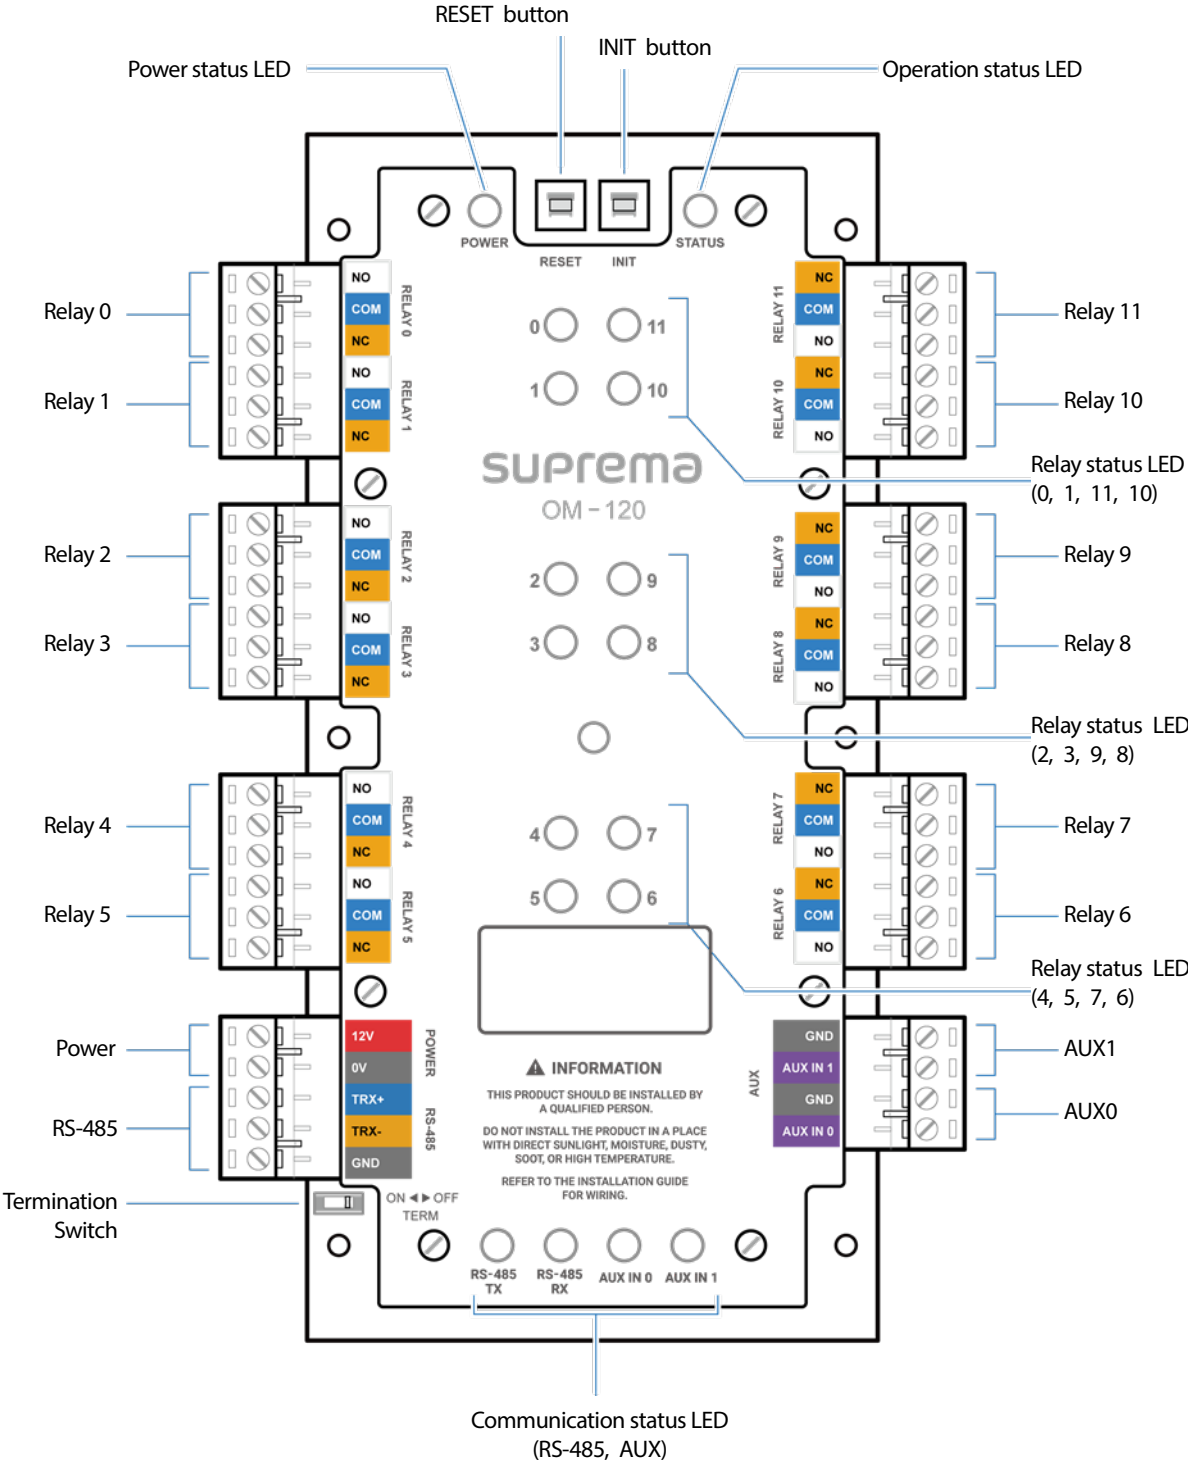 RESET button
INIT button
Power status LED
Operation status LED
POWER
RESET
INIT
STATUS
Relay 0
NO
COM
NC
RELAY 0
Relay 1
NO
COM
NC
RELAY 1
0
11
1
10
RELAY 11
NC
COM
NO
Relay 11
RELAY 10
NC
COM
NO
Relay 10
suprema
OM-120
Relay status LED
(0, 1, 11, 10)
Relay 2
NO
COM
NC
RELAY 2
Relay 3
NO
COM
NC
RELAY 3
2
9
3
8
RELAY 9
NC
COM
NO
Relay 9
RELAY 8
NC
COM
NO
Relay 8
Relay status LED
(2, 3, 9, 8)
Relay 4
NO
COM
NC
RELAY 4
Relay 5
NO
COM
NC
RELAY 5
4
7
5
6
RELAY 7
NC
COM
NO
Relay 7
RELAY 6
NC
COM
NO
Relay 6
Relay status LED
(4, 5, 7, 6)
Power
12V
0V
POWER
RS-485
TRX+
TRX-
GND
RS-485
INFORMATION
THIS PRODUCT SHOULD BE INSTALLED BY
A QUALIFIED PERSON.
DO NOT INSTALL THE PRODUCT IN A PLACE
WITH DIRECT SUNLIGHT, MOISTURE, DUSTY,
SOOT, OR HIGH TEMPERATURE.
REFER TO THE INSTALLATION GUIDE
FOR WIRING.
AUX
GND
AUX IN 1
GND
AUX IN 0
AUX1
AUX0
Termination
Switch
ON ◀ ▶ OFF
TERM
RS-485
TX
RS-485
RX
AUX IN 0
AUX IN 1
Communication status LED
(RS-485, AUX)